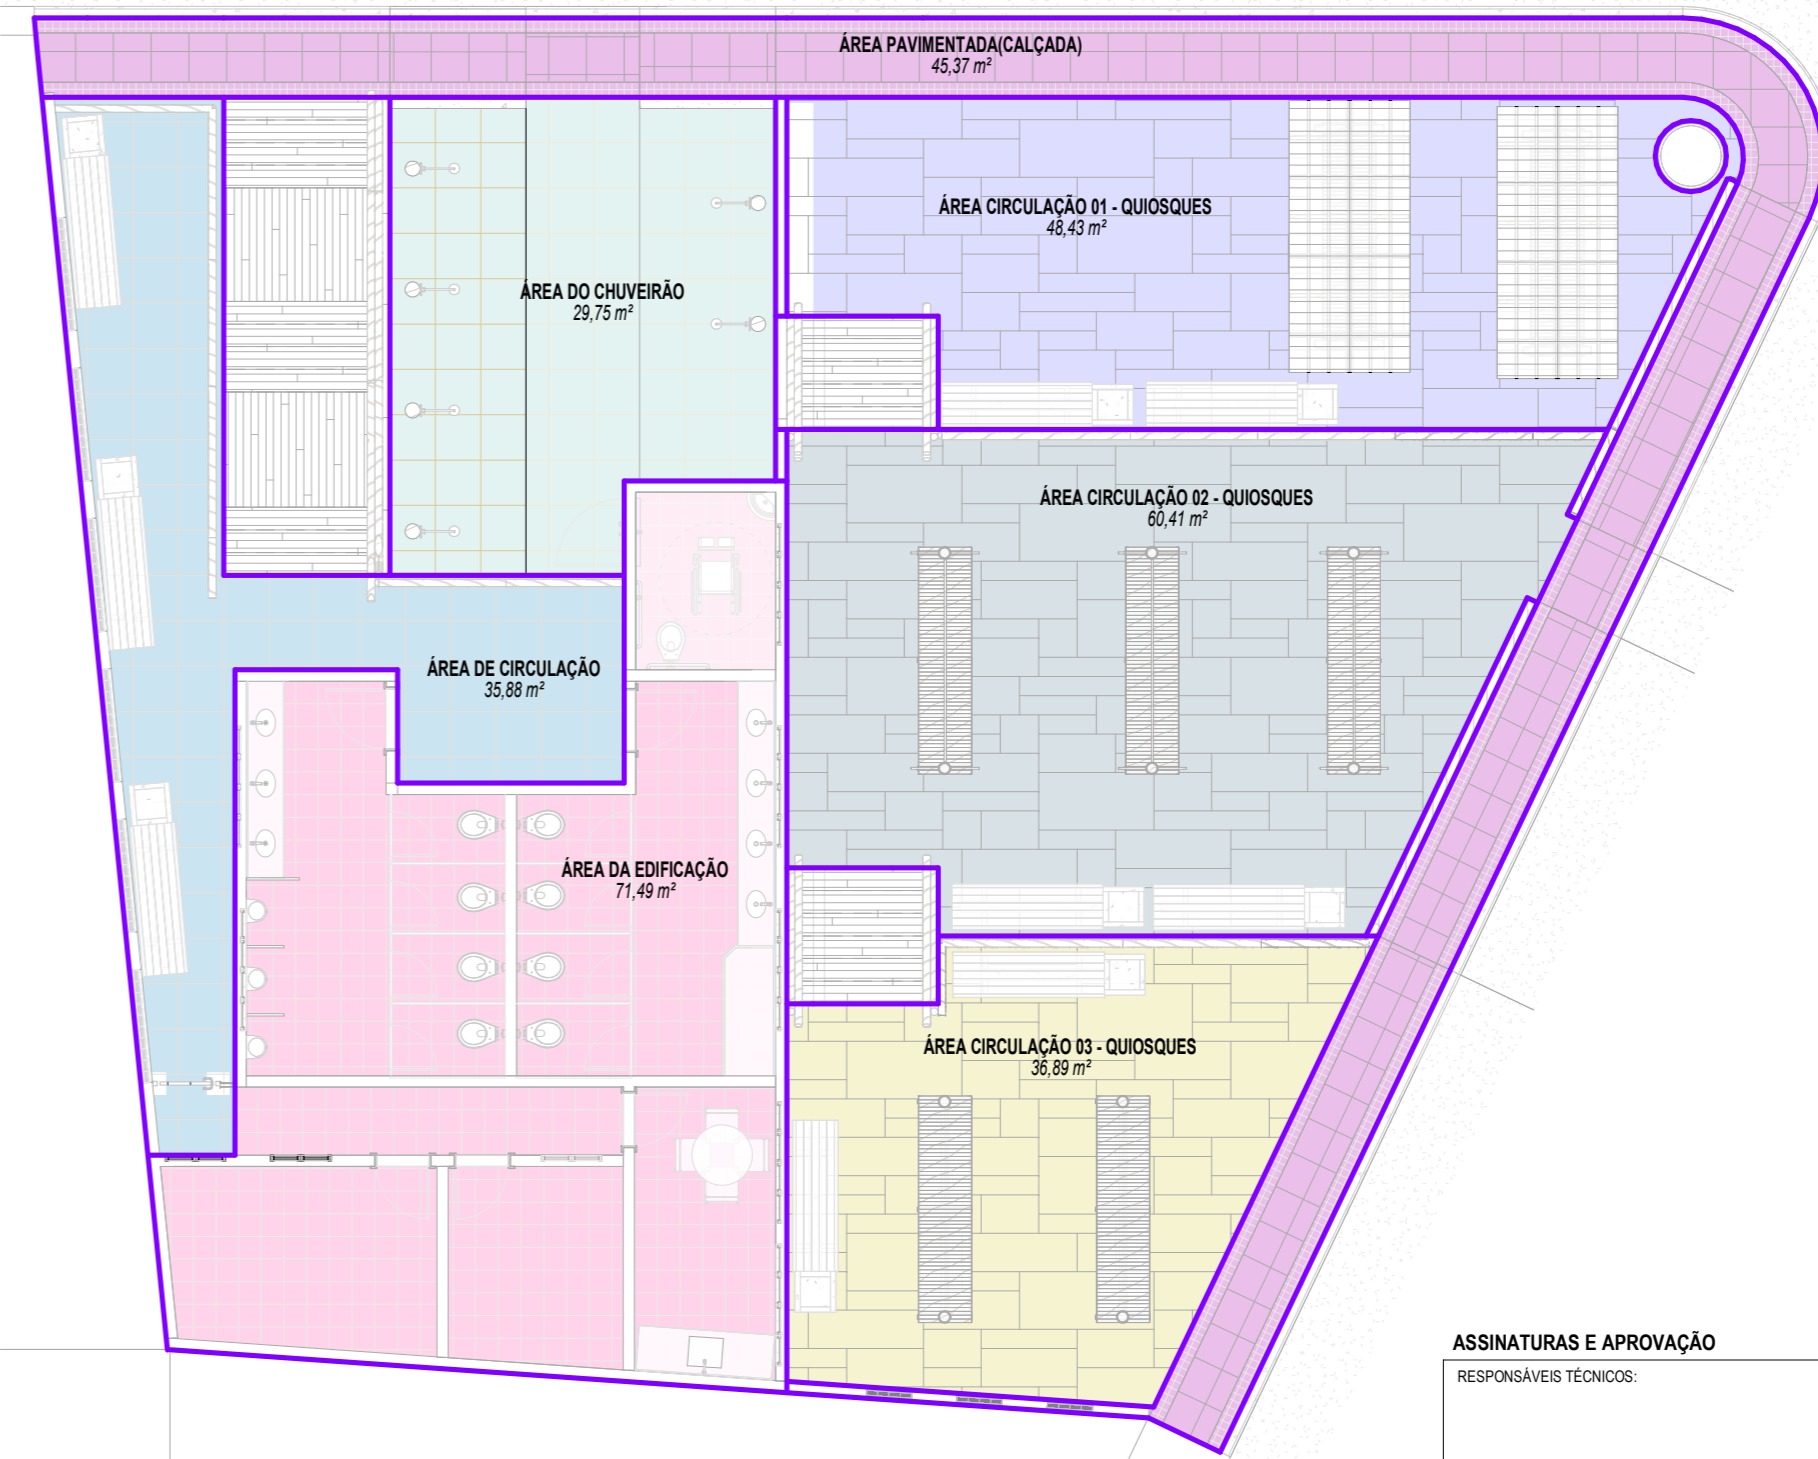 ÁREA PAVIMENTADA(CALÇADA)
45,37 m²
ÁREA CIRCULAÇÃO 01 - QUIOSQUES
48,43 m²
ÁREA DO CHUVEIRÃO
29,75 m²
ÁREA CIRCULAÇÃO 02 - QUIOSQUES
60,41 m²
ÁREA DE CIRCULAÇÃO
35,88 m²
ÁREA DA EDIFICAÇÃO
71,49 m²
ÁREA CIRCULAÇÃO 03 - QUIOSQUES
36,89 m²
ASSINATURAS E APROVAÇÃO
RESPONSÁVEIS TÉCNICOS: